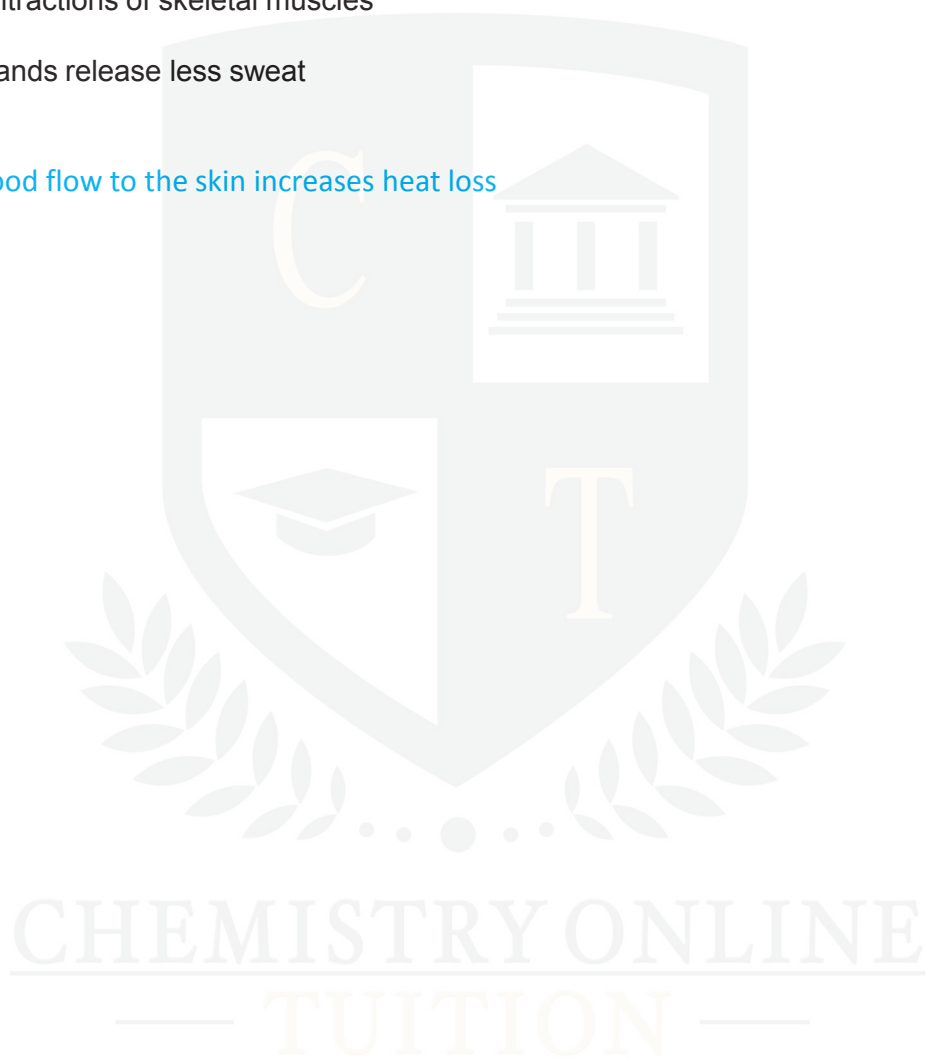 ntractions of skeletal muscles
ands release less sweat
ood flow to the skin increases heat loss
C
T
CHEMISTRY ONLINE
TUITION